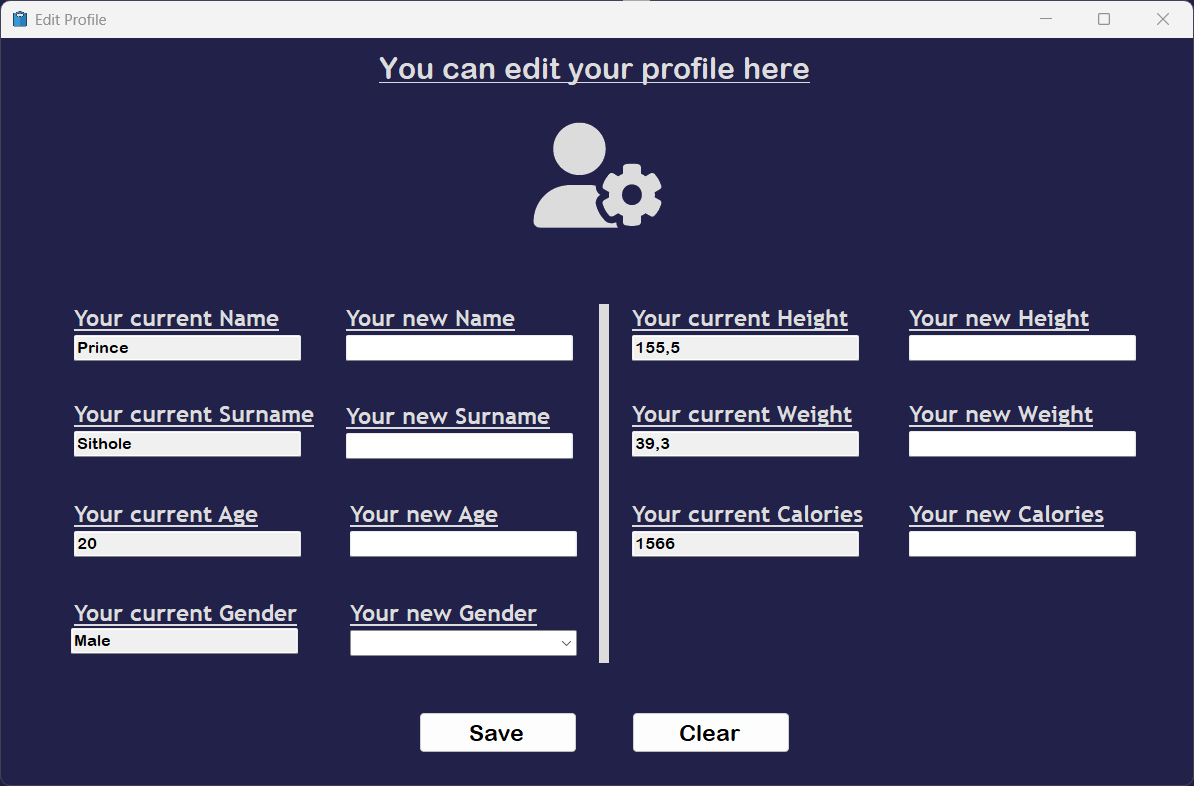 Edit Profile
You can edit your profile here
Your current Name
Your new Name
Your current Height
Your new Height
Prince
155,5
Your current Surname
Your new Surname
Your current Weight
Your new Weight
Sithole
39,3
Your current Age
Your new Age
Your current Calories
Your new Calories
20
1566
Your current Gender
Your new Gender
Male
Save
Clear